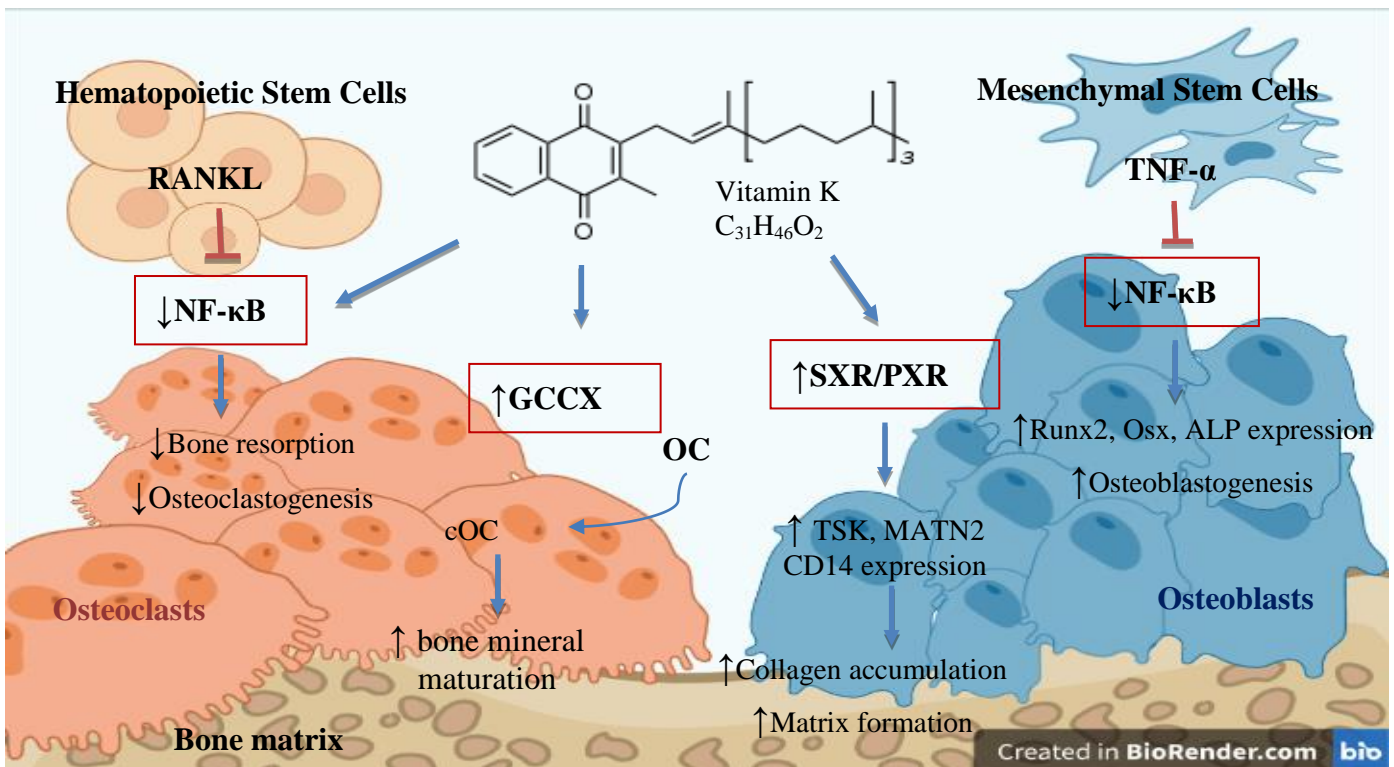 Hematopoietic Stem Cells
RANKL
↓NF-κB
↓Bone resorption
↓Osteoclastogenesis
Osteoclasts
O
O
3
Vitamin K
C₃₁H₄₆O₂
↑GCCX
OC
cOC
↑ bone mineral
maturation
↑SXR/PXR
↑ TSK, MATN2
CD14 expression
↑Collagen accumulation
↑Matrix formation
Meschymal Stem Cells
TNF-α
↓NF-κB
↑Runx2, Osx, ALP expression
↑Osteoblastogenesis
Osteoblasts
Bone matrix
Created in BioRender.com bio